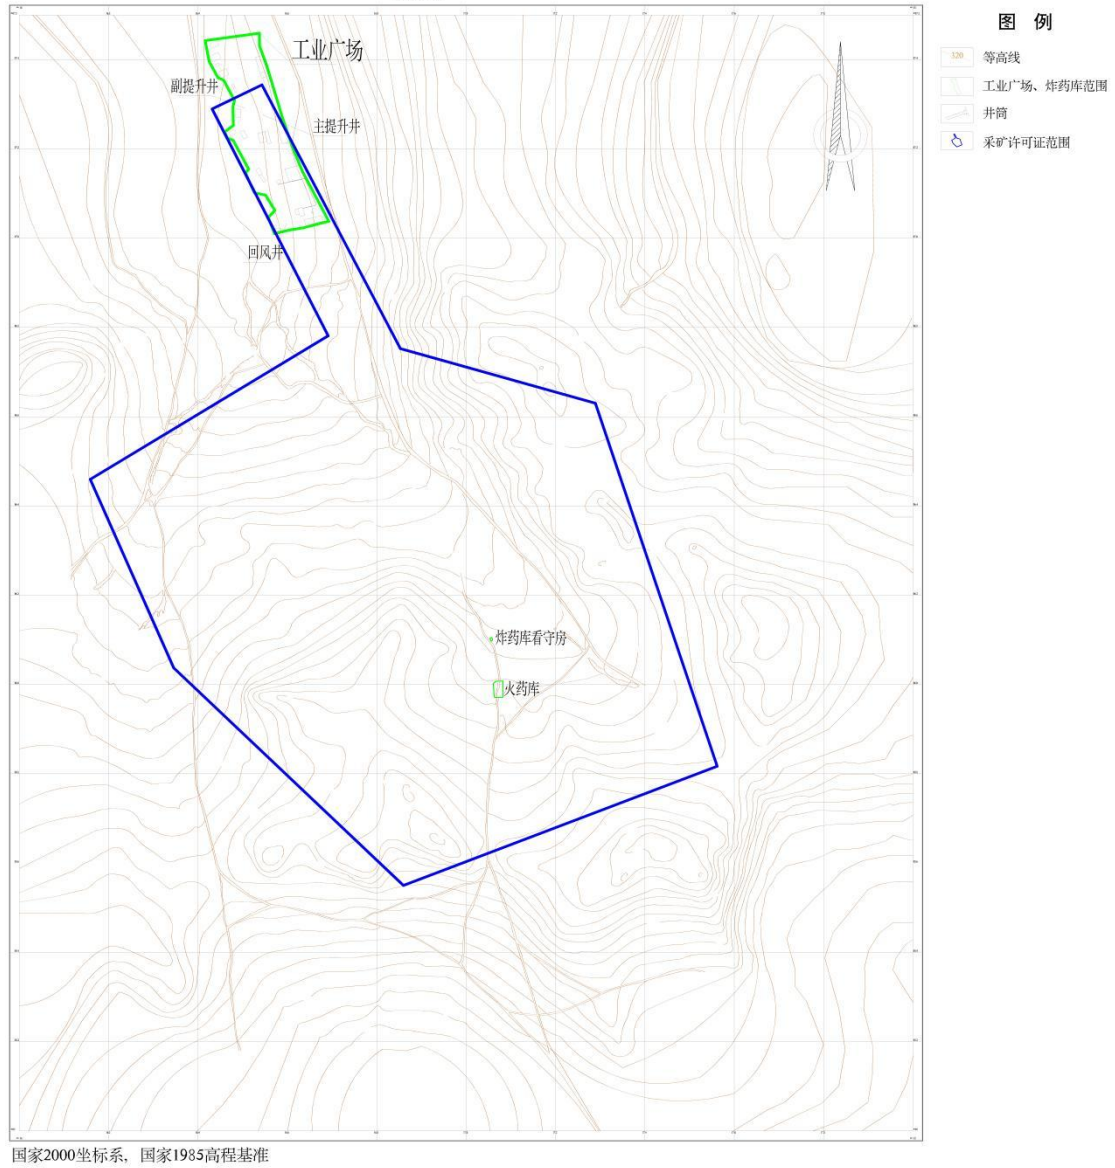 图 例
320 等高线
工业广场、炸药库范围
井筒
采矿许可证范围
工业广场
副提升井
主提升井
回风井
炸药库看守房
火药库
国家2000坐标系, 国家1985高程基准